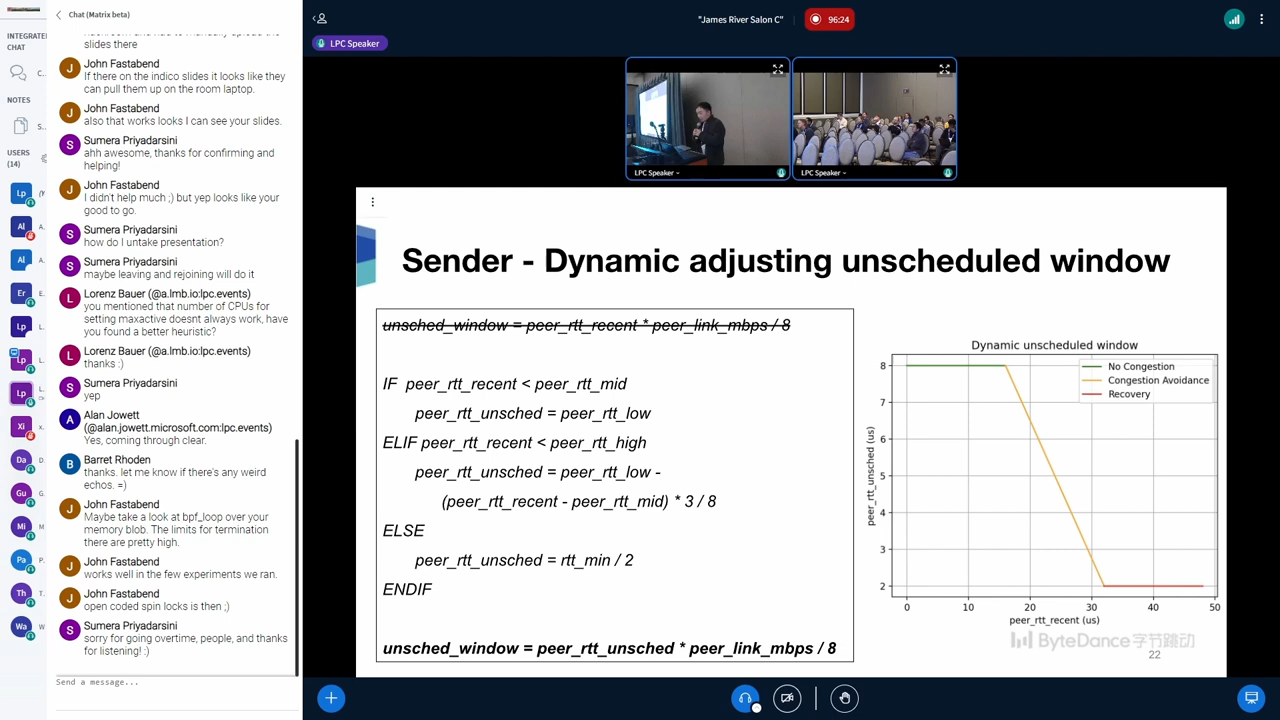 Chat (Matrix beta)
INTEGRATE
CHAT
C..
NOTES
S..
USERS
(14)
slides there
John Fastabend
If there on the indico slides it looks like they
can pull them up on the room laptop.
John Fastabend
also that works looks I can see your slides.
Sumera Priyadarsini
ahh awesome, thanks for confirming and
helping!
John Fastabend
I didn't help much ;) but yep looks like your
good to go.
Sumera Priyadarsini
how do I untake presentation?
Sumera Priyadarsini
maybe leaving and rejoining will do it
Lorenz Bauer (@a.lmb.io:lpc.events)
you mentioned that number of CPUs for
setting maxactive doesnt always work, have
you found a better heuristic?
Lorenz Bauer (@a.lmb.io:lpc.events)
thanks :)
Sumera Priyadarsini
yep
Alan Jowett
(@alan.jowett.microsoft.com:lpc.events)
Yes, coming through clear.
Barret Rhoden
thanks. let me know if there's any weird
echos. =)
John Fastabend
Maybe take a look at bpf_loop over your
memory blob. The limits for termination
there are pretty high.
John Fastabend
works well in the few experiments we ran.
John Fastabend
open coded spin locks is then ;)
Sumera Priyadarsini
sorry for going overtime, people, and thanks
for listening! :)
Send a message...
"James River Salon C"
96:24
LPC Speaker
LPC Speaker
LPC Speaker
Sender - Dynamic adjusting unscheduled window
unsched_window = peer_rtt_recent * peer_link_mbps / 8
IF peer_rtt_recent < peer_rtt_mid
peer_rtt_unsched = peer_rtt_low
ELIF peer_rtt_recent < peer_rtt_high
peer_rtt_unsched = peer_rtt_low -
(peer_rtt_recent - peer_rtt_mid) * 3 / 8
ELSE
peer_rtt_unsched = rtt_min / 2
ENDIF
unsched_window = peer_rtt_unsched * peer_link_mbps / 8
Dynamic unscheduled window
No Congestion
Congestion Avoidance
Recovery
peer_rtt_unsched (us)
8
7
6
5
4
3
2
0 10 20 30 40 50
peer_rtt_recent (us)
ByteDance字节跳动
22